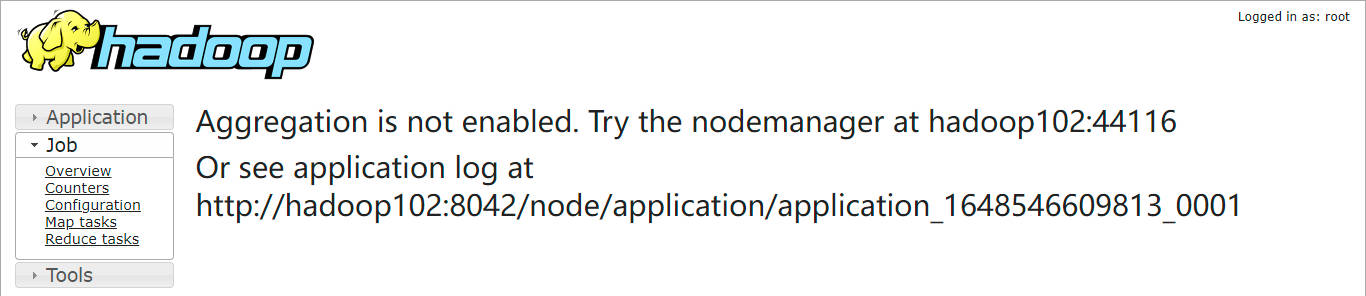 Logged in as: root
hadoop
Application
Job
Overview
Counters
Configuration
Map tasks
Reduce tasks
Tools
Aggregation is not enabled. Try the nodemanager at hadoop102:44116
Or see application log at
http://hadoop102:8042/node/application/application_1648546609813_0001